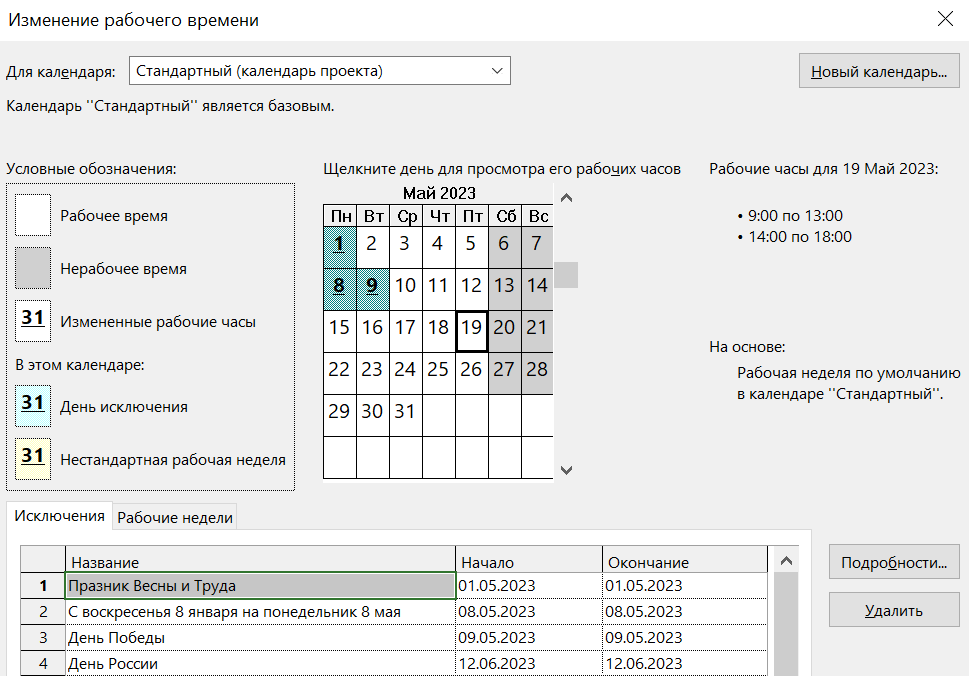 Изменение рабочего времени
Для календаря: Стандартный (календарь проекта) Новый календарь...
Календарь "Стандартный" является базовым.
Условные обозначения:
Рабочее время
Нерабочее время
31 Измененные рабочие часы
В этом календаре:
31 День исключения
31 Нестандартная рабочая неделя
Щелкните день для просмотра его рабочих часов
Май 2023
Пн Вт Ср Чт Пт Сб Вс
1 2 3 4 5 6 7
8 9 10 11 12 13 14
15 16 17 18 19 20 21
22 23 24 25 26 27 28
29 30 31
Рабочие часы для 19 Май 2023:
• 9:00 по 13:00
• 14:00 по 18:00
На основе:
Рабочая неделя по умолчанию
в календаре "Стандартный".
Исключения Рабочие недели
Название Начало Окончание
1 Празник Весны и Труда 01.05.2023 01.05.2023
2 С воскресенья 8 января на понедельник 8 мая 08.05.2023 08.05.2023
3 День Победы 09.05.2023 09.05.2023
4 День России 12.06.2023 12.06.2023
Подробности...
Удалить